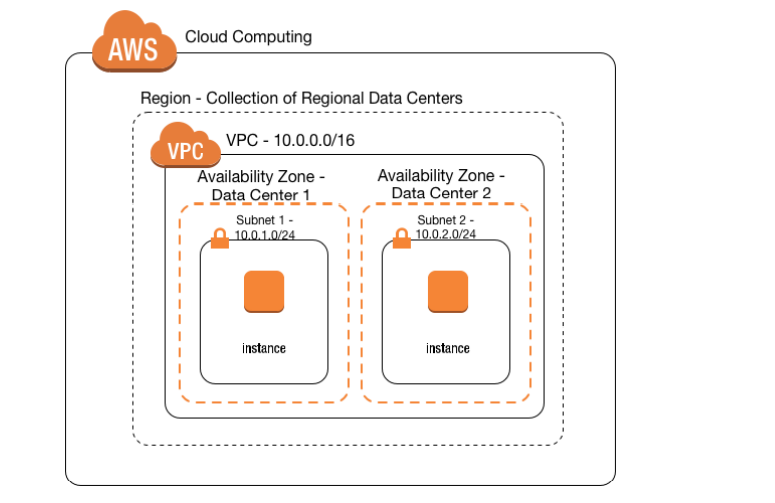 AWS
Cloud Computing
Region - Collection of Regional Data Centers
VPC
VPC - 10.0.0.0/16
Availability Zone -
Data Center 1
Availability Zone -
Data Center 2
Subnet 1 -
10.0.1.0/24
Subnet 2 -
10.0.2.0/24
instance
instance